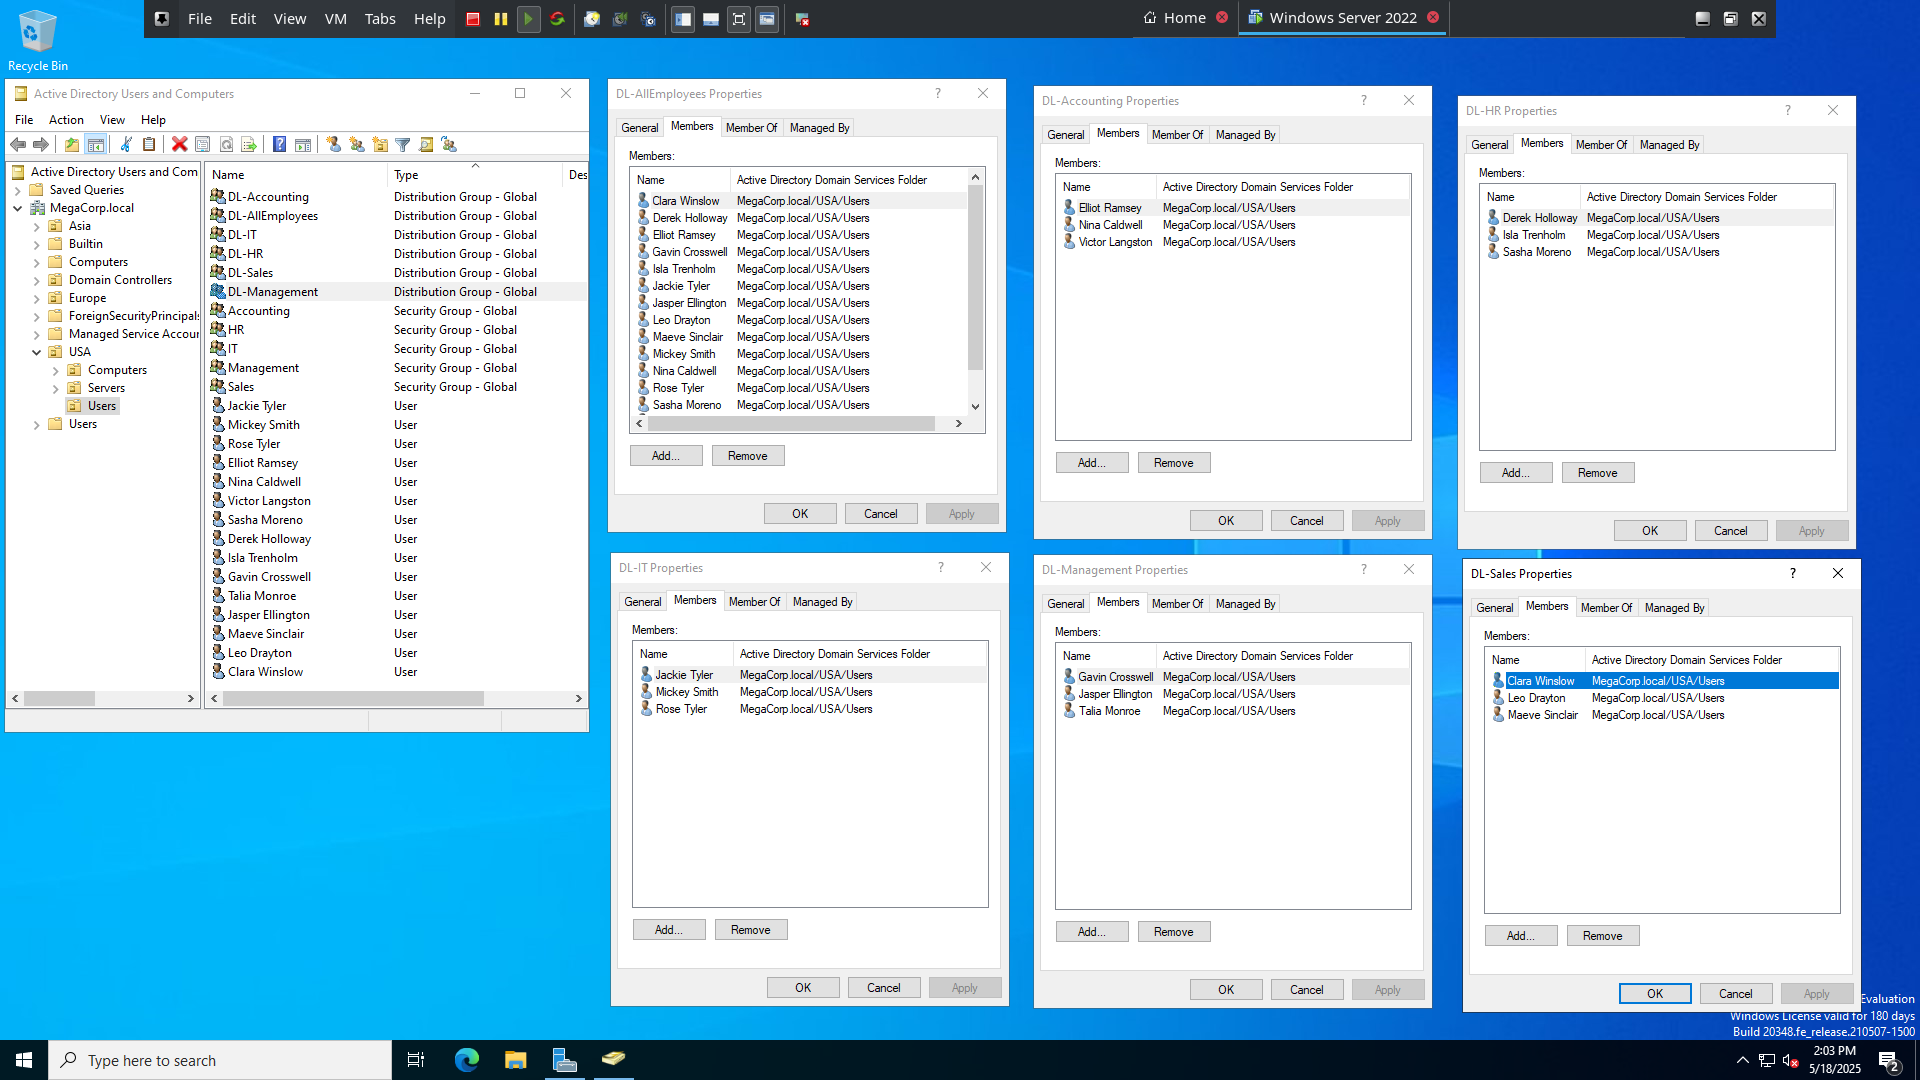 File Edit View VM Tabs Help
Home
Windows Server 2022
Recycle Bin
Active Directory Users and Computers
File Action View Help
Active Directory Users and Com
Saved Queries
MegaCorp.local
Asia
Builtin
Computers
Domain Controllers
Europe
ForeignSecurityPrincipals
Managed Service Accour
USA
Computers
Servers
Users
Users
Name Type Des
DL-Accounting Distribution Group - Global
DL-AllEmployees Distribution Group - Global
DL-IT Distribution Group - Global
DL-HR Distribution Group - Global
DL-Sales Distribution Group - Global
DL-Management Distribution Group - Global
Accounting Security Group - Global
HR Security Group - Global
IT Security Group - Global
Management Security Group - Global
Sales Security Group - Global
Jackie Tyler User
Mickey Smith User
Rose Tyler User
Elliot Ramsey User
Nina Caldwell User
Victor Langston User
Sasha Moreno User
Derek Holloway User
Isla Trenholm User
Gavin Crosswell User
Talia Monroe User
Jasper Ellington User
Maeve Sinclair User
Leo Drayton User
Clara Winslow User
DL-AllEmployees Properties ?
General Members Member Of Managed By
Members:
Name Active Directory Domain Services Folder
Clara Winslow MegaCorp.local/USA/Users
Derek Holloway MegaCorp.local/USA/Users
Elliot Ramsey MegaCorp.local/USA/Users
Gavin Crosswell MegaCorp.local/USA/Users
Isla Trenholm MegaCorp.local/USA/Users
Jackie Tyler MegaCorp.local/USA/Users
Jasper Ellington MegaCorp.local/USA/Users
Leo Drayton MegaCorp.local/USA/Users
Maeve Sinclair MegaCorp.local/USA/Users
Mickey Smith MegaCorp.local/USA/Users
Nina Caldwell MegaCorp.local/USA/Users
Rose Tyler MegaCorp.local/USA/Users
Sasha Moreno MegaCorp.local/USA/Users
Add... Remove
OK Cancel Apply
DL-Accounting Properties ?
General Members Member Of Managed By
Members:
Name Active Directory Domain Services Folder
Elliot Ramsey MegaCorp.local/USA/Users
Nina Caldwell MegaCorp.local/USA/Users
Victor Langston MegaCorp.local/USA/Users
Add... Remove
OK Cancel Apply
DL-HR Properties ?
General Members Member Of Managed By
Members:
Name Active Directory Domain Services Folder
Derek Holloway MegaCorp.local/USA/Users
Isla Trenholm MegaCorp.local/USA/Users
Sasha Moreno MegaCorp.local/USA/Users
Add... Remove
OK Cancel Apply
DL-IT Properties ?
General Members Member Of Managed By
Members:
Name Active Directory Domain Services Folder
Jackie Tyler MegaCorp.local/USA/Users
Mickey Smith MegaCorp.local/USA/Users
Rose Tyler MegaCorp.local/USA/Users
Add... Remove
OK Cancel Apply
DL-Management Properties ?
General Members Member Of Managed By
Members:
Name Active Directory Domain Services Folder
Gavin Crosswell MegaCorp.local/USA/Users
Jasper Ellington MegaCorp.local/USA/Users
Talia Monroe MegaCorp.local/USA/Users
Add... Remove
OK Cancel Apply
DL-Sales Properties ?
General Members Member Of Managed By
Members:
Name Active Directory Domain Services Folder
Clara Winslow MegaCorp.local/USA/Users
Leo Drayton MegaCorp.local/USA/Users
Maeve Sinclair MegaCorp.local/USA/Users
Add... Remove
OK Cancel Apply
Evaluation
Windows License valid for 180 days
Build 20348.fe_release.210507-1500
Type here to search
2:03 PM
5/18/2025
2